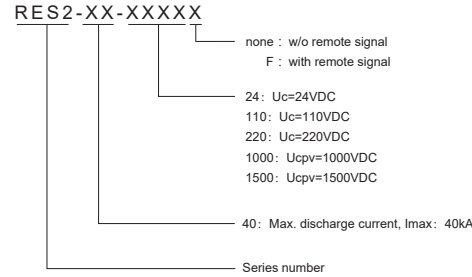 RES2-XX-XXXXX
none : w/o remote signal
F : with remote signal
24: Uc=24VDC
110: Uc=110VDC
220: Uc=220VDC
1000: Ucpv=1000VDC
1500: Ucpv=1500VDC
40: Max. discharge current, Imax: 40kA
Series number